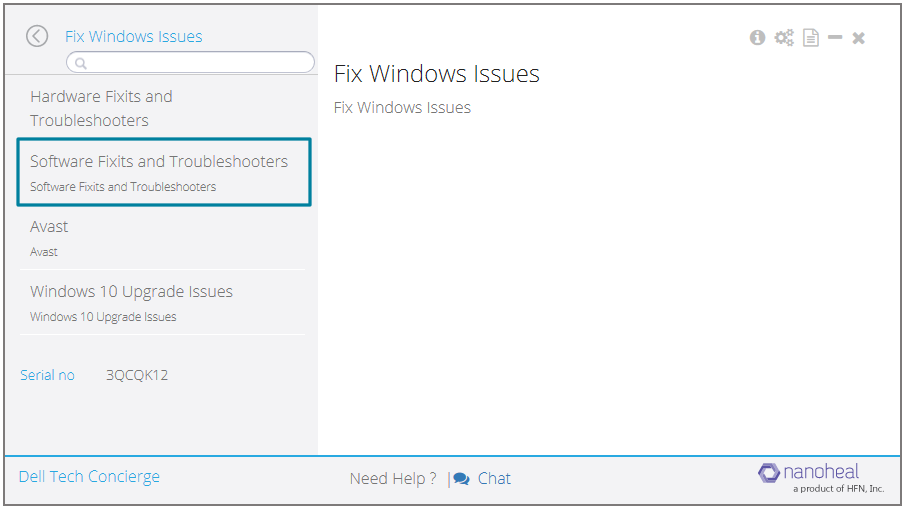 Fix Windows Issues
Hardware Fixits and
Troubleshooters
Software Fixits and Troubleshooters
Software Fixits and Troubleshooters
Avast
Avast
Windows 10 Upgrade Issues
Windows 10 Upgrade Issues
Serial no 3QCQK12
Fix Windows Issues
Fix Windows Issues
Dell Tech Concierge
Need Help ? | Chat
nanoheal
a product of HFN, Inc.